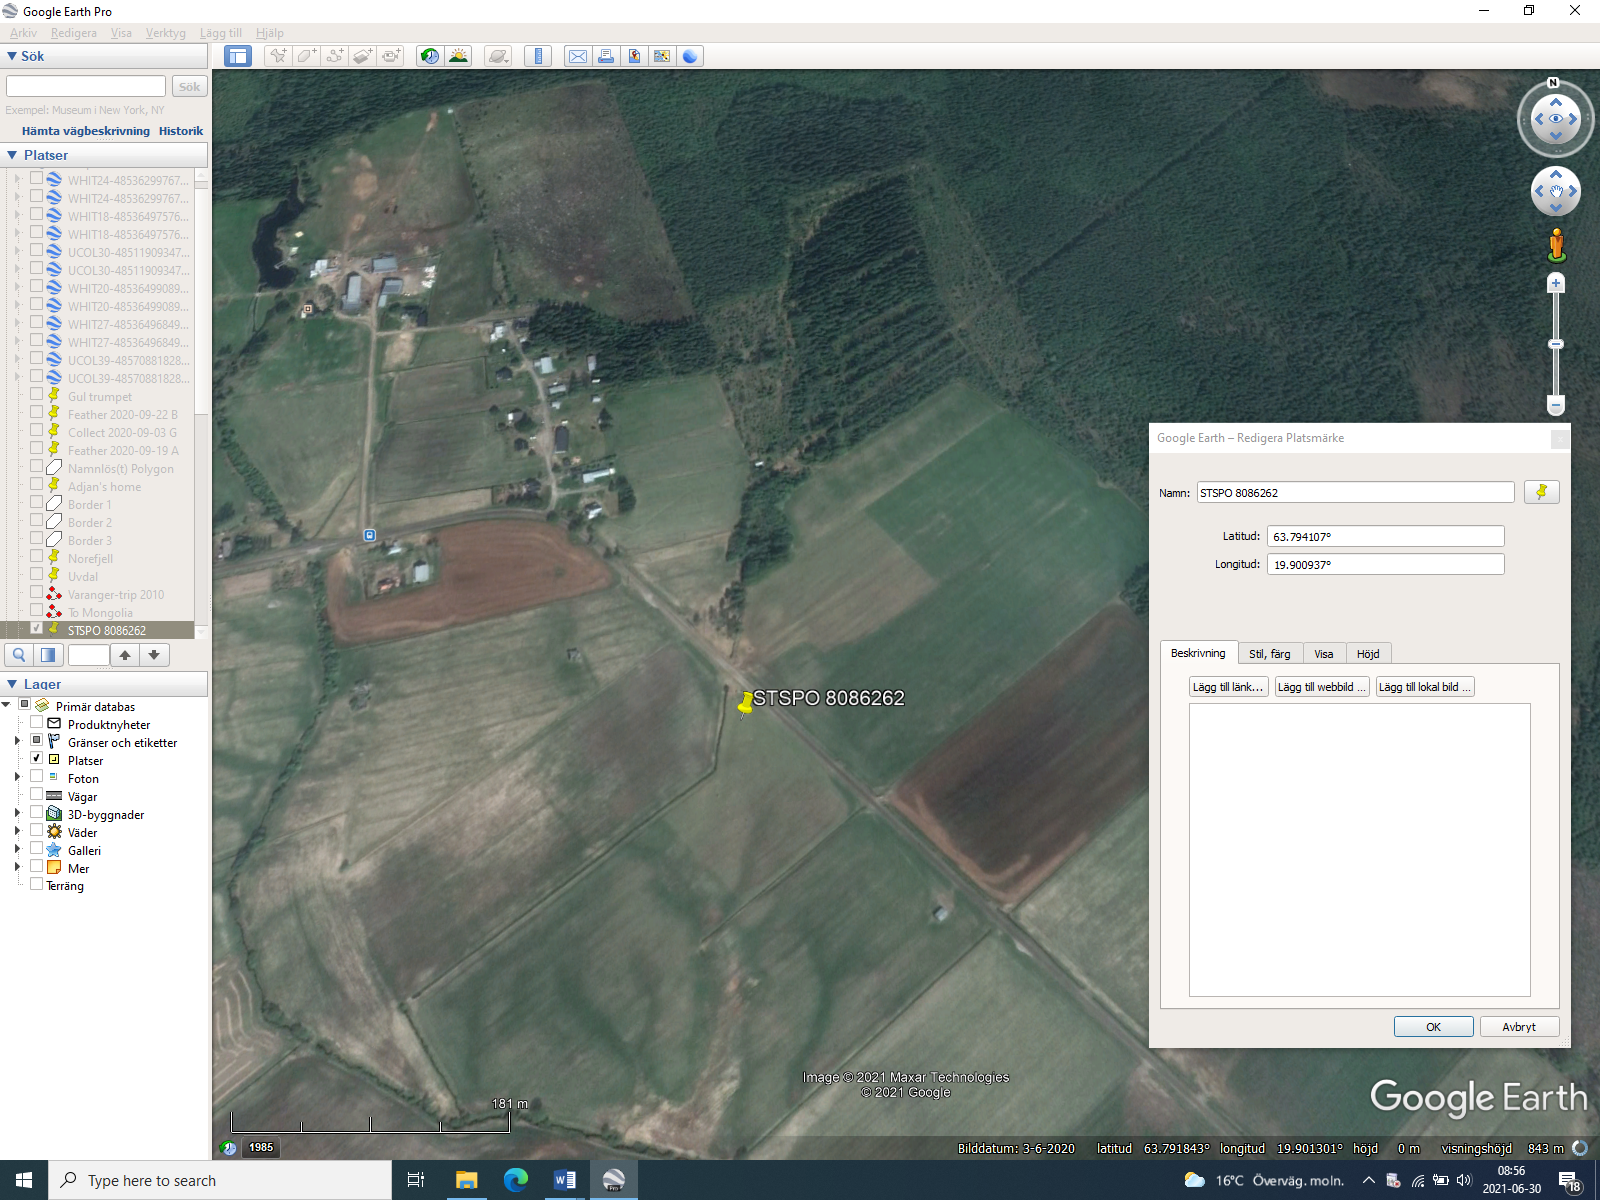 Google Earth Pro
Arkiv Redigera Visa Verktyg Lägg till Hjälp
Sök
Sök
Exempel: Museum i New York, NY
Hämta vägbeskrivning Historik
Platser
WHIT24-48536299767...
WHIT24-48536299767...
WHIT18-48536497576...
WHIT18-48536497576...
UCOL30-48511909347...
UCOL30-48511909347...
WHIT20-48536499089...
WHIT20-48536499089...
WHIT27-48536496849...
WHIT27-48536496849...
UCOL39-48570881828...
UCOL39-48570881828...
Gul trumpet
Feather 2020-09-22 B
Collect 2020-09-03 G
Feather 2020-09-19 A
Namnlös(t) Polygon
Adjan's home
Border 1
Border 2
Border 3
Norefjell
Uvdal
Varanger-trip 2010
To Mongolia
STSPO 8086262
Lager
Primär databas
Produktnyheter
Gränser och etiketter
Platser
Foton
Vägar
3D-byggnader
Väder
Galleri
Mer
Terräng
N
STSPO 8086262
Google Earth – Redigera Platsmärke
Namn: STSPO 8086262
Latitud: 63.794107°
Longitud: 19.900937°
Beskrivning Stil, färg Visa Höjd
Lägg till länk... Lägg till webbild ... Lägg till lokal bild ...
OK Avbryt
Image © 2021 Maxar Technologies
© 2021 Google
Google Earth
181 m
1985
Bilddatum: 3-6-2020 latitud 63.791843° longitud 19.901301° höjd 0 m visningshöjd 843 m
Type here to search
16°C Överväg. moln.
08:56
2021-06-30
18